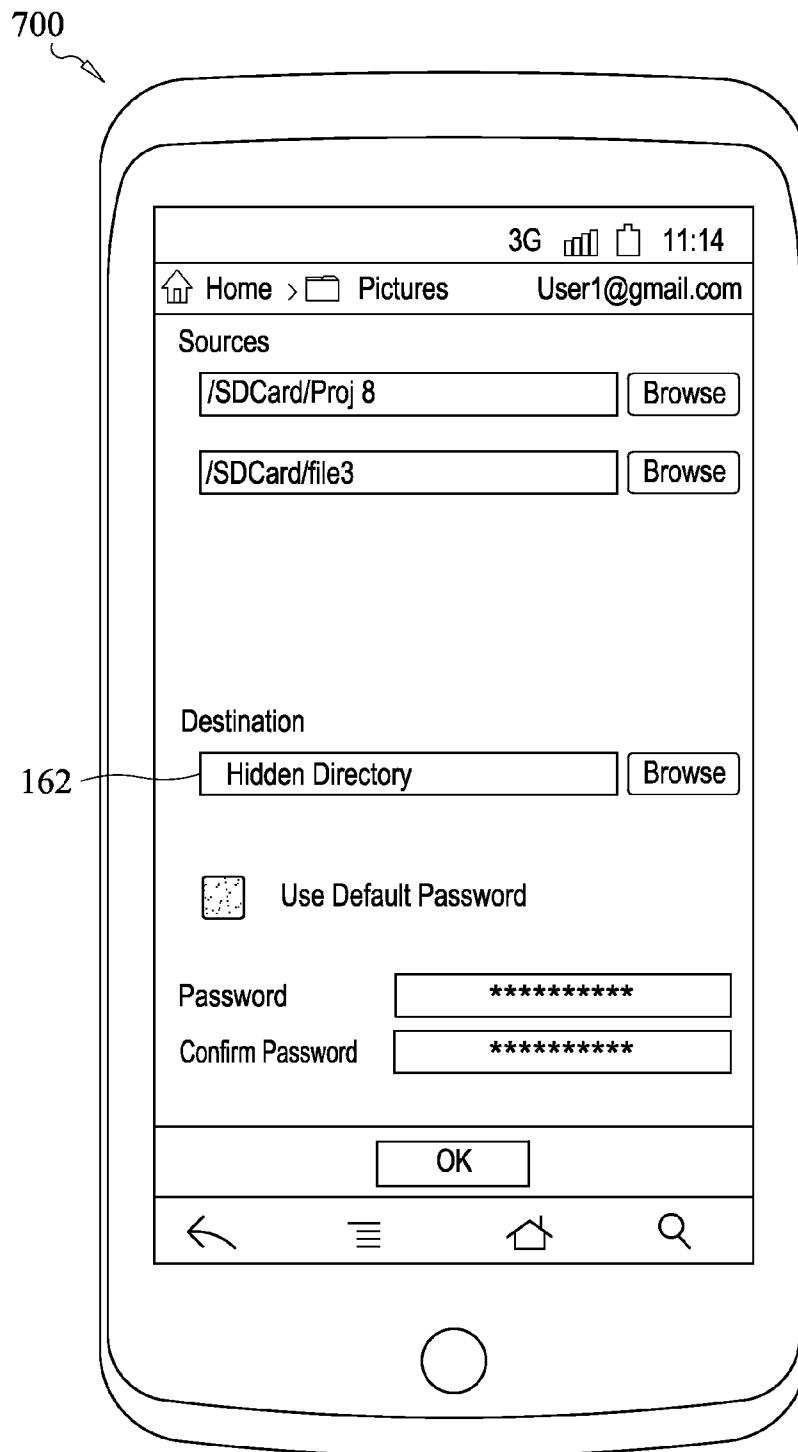 700
3G 11:14
Home > Pictures User1@gmail.com
Sources
/SDCard/Proj 8 Browse
/SDCard/file3 Browse
Destination
162 Hidden Directory Browse
Use Default Password
Password **********
Confirm Password **********
OK